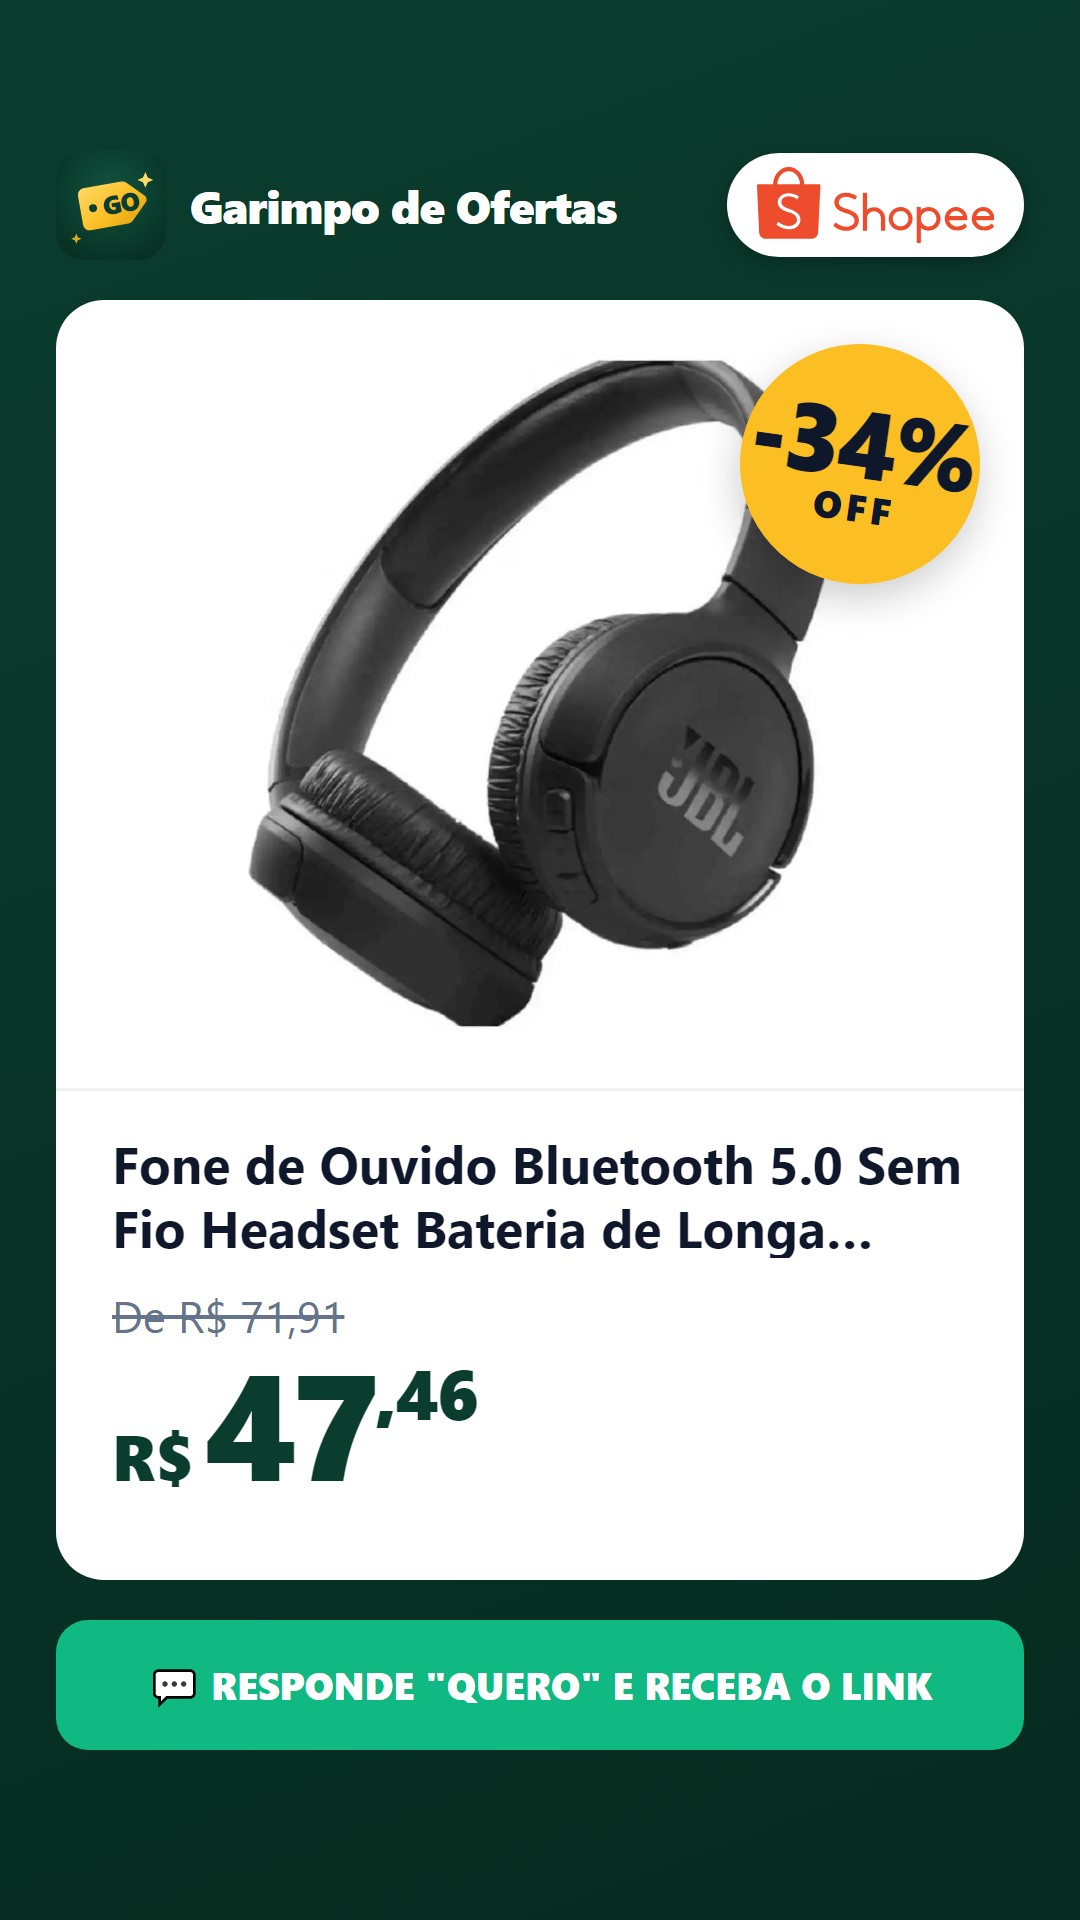 GO
Garimpo de Ofertas
Shopee
-34%
OFF
JBL
Fone de Ouvido Bluetooth 5.0 Sem
Fio Headset Bateria de Longa...
De R$ 71,91
R$ 47,46
RESPONDE "QUERO" E RECEBA O LINK